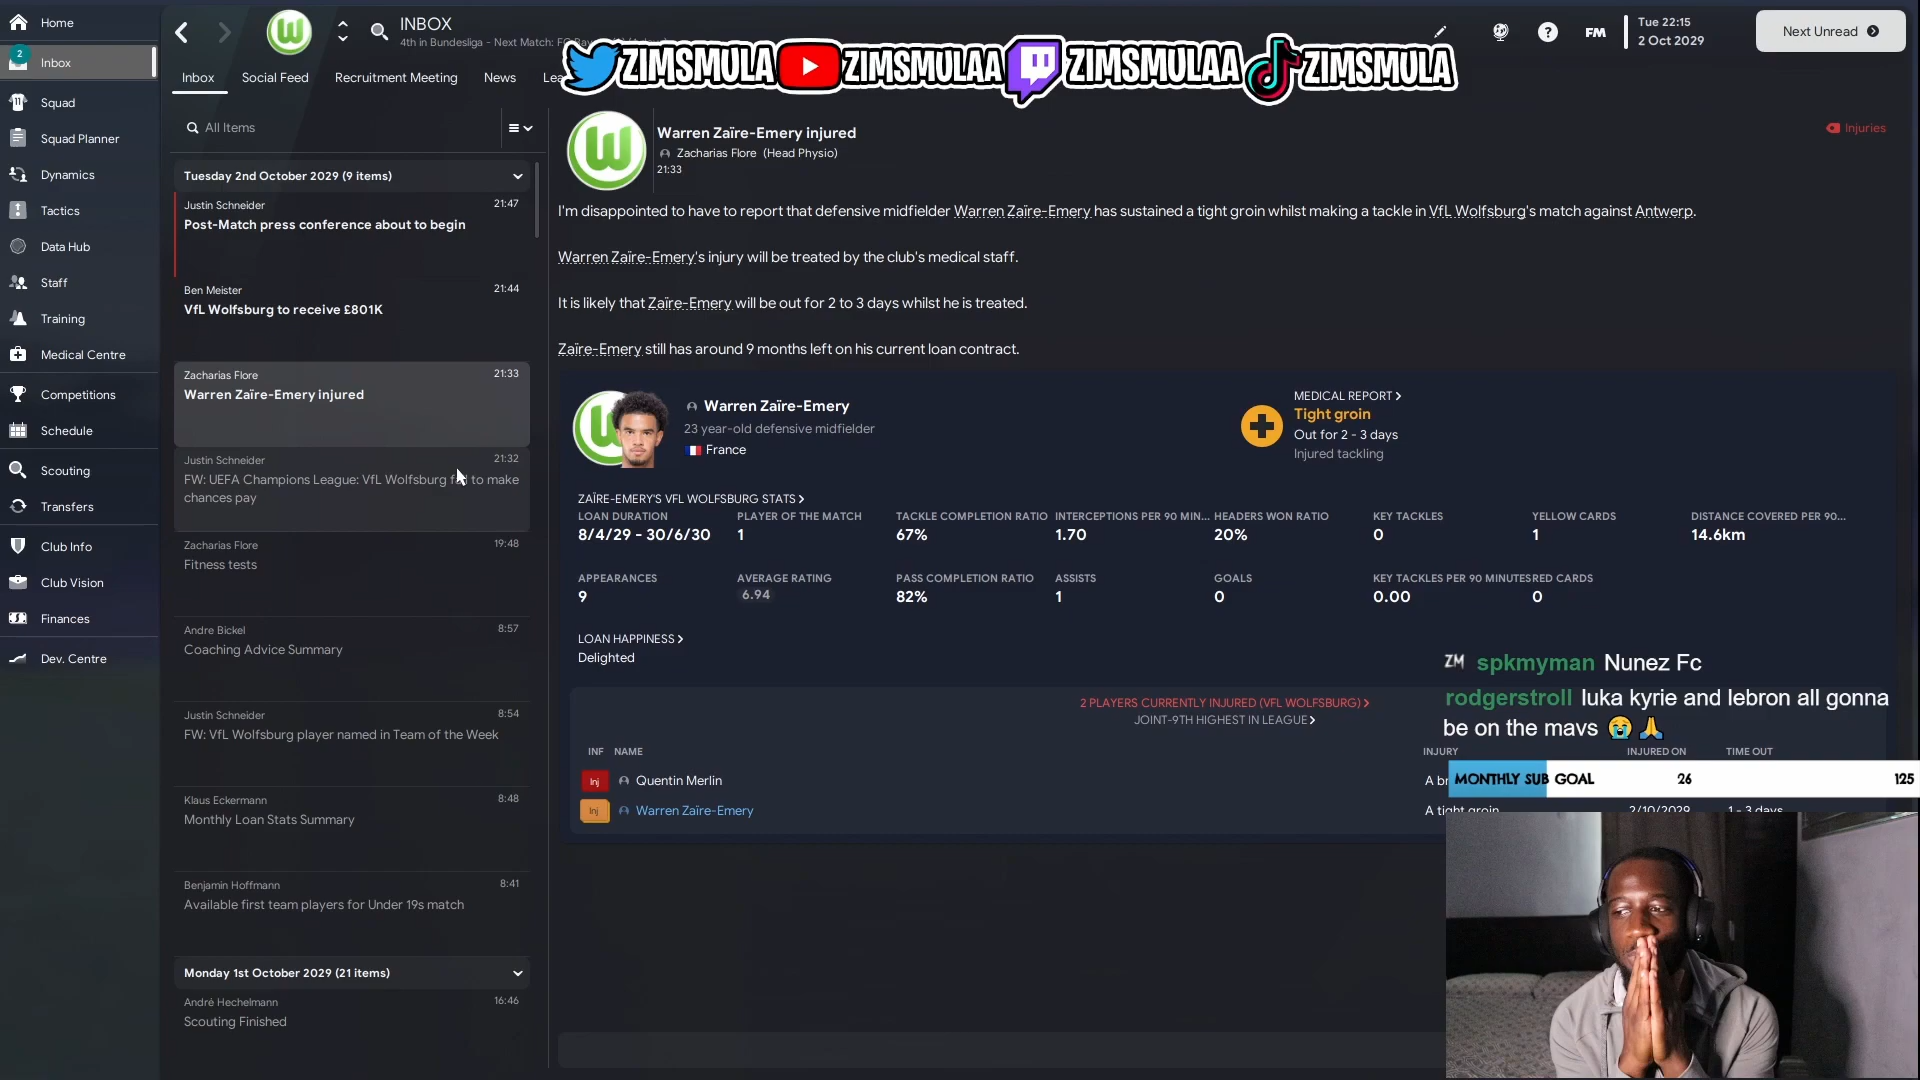 Home
2
Inbox
Squad
Squad Planner
Dynamics
Tactics
Data Hub
Staff
Training
Medical Centre
Competitions
Schedule
Scouting
Transfers
Club Info
Club Vision
Finances
Dev. Centre
INBOX
4th in Bundesliga - Next Match:
Inbox
Social Feed
Recruitment Meeting
News
ZIMSMULA
ZIMSMULAA
ZIMSMULAA
ZIMSMULA
FM
Tue 22:15
2 Oct 2029
Next Unread
All Items
Tuesday 2nd October 2029 (9 items)
Justin Schneider 21:47
Post-Match press conference about to begin
Ben Meister 21:44
VfL Wolfsburg to receive £801K
Zacharias Flore 21:33
Warren Zaïre-Emery injured
Justin Schneider 21:32
FW: UEFA Champions League: VfL Wolfsburg to make
chances pay
Zacharias Flore 19:48
Fitness tests
Andre Bickel 8:57
Coaching Advice Summary
Justin Schneider 8:54
FW: VfL Wolfsburg player named in Team of the Week
Klaus Eckermann 8:48
Monthly Loan Stats Summary
Benjamin Hoffmann 8:41
Available first team players for Under 19s match
Monday 1st October 2029 (21 items)
André Hechelmann 16:46
Scouting Finished
Warren Zaïre-Emery injured
Zacharias Flore (Head Physio)
21:33
Injuries
I'm disappointed to have to report that defensive midfielder Warren Zaïre-Emery has sustained a tight groin whilst making a tackle in VfL Wolfsburg's match against Antwerp.
Warren Zaïre-Emery's injury will be treated by the club's medical staff.
It is likely that Zaïre-Emery will be out for 2 to 3 days whilst he is treated.
Zaïre-Emery still has around 9 months left on his current loan contract.
Warren Zaïre-Emery
23 year-old defensive midfielder
France
MEDICAL REPORT
Tight groin
Out for 2 - 3 days
Injured tackling
ZAÏRE-EMERY'S VFL WOLFSBURG STATS
LOAN DURATION PLAYER OF THE MATCH TACKLE COMPLETION RATIO INTERCEPTIONS PER 90 MIN... HEADERS WON RATIO KEY TACKLES YELLOW CARDS DISTANCE COVERED PER 90...
8/4/29 - 30/6/30 1 67% 1.70 20% 0 1 14.6km
APPEARANCES AVERAGE RATING PASS COMPLETION RATIO ASSISTS GOALS KEY TACKLES PER 90 MINUTES RED CARDS
9 6.94 82% 1 0 0.00 0
LOAN HAPPINESS
Delighted
2 PLAYERS CURRENTLY INJURED (VFL WOLFSBURG)
JOINT-9TH HIGHEST IN LEAGUE
INF NAME INJURY INJURED ON TIME OUT
Inj Quentin Merlin
Inj Warren Zaïre-Emery A tight groin 2/10/2029 1 - 3 days
ZM spkmyman Nunez Fc
rodgerstroll luka kyrie and lebron all gonna
be on the mavs 😭 🙏
MONTHLY SUB GOAL 26 125